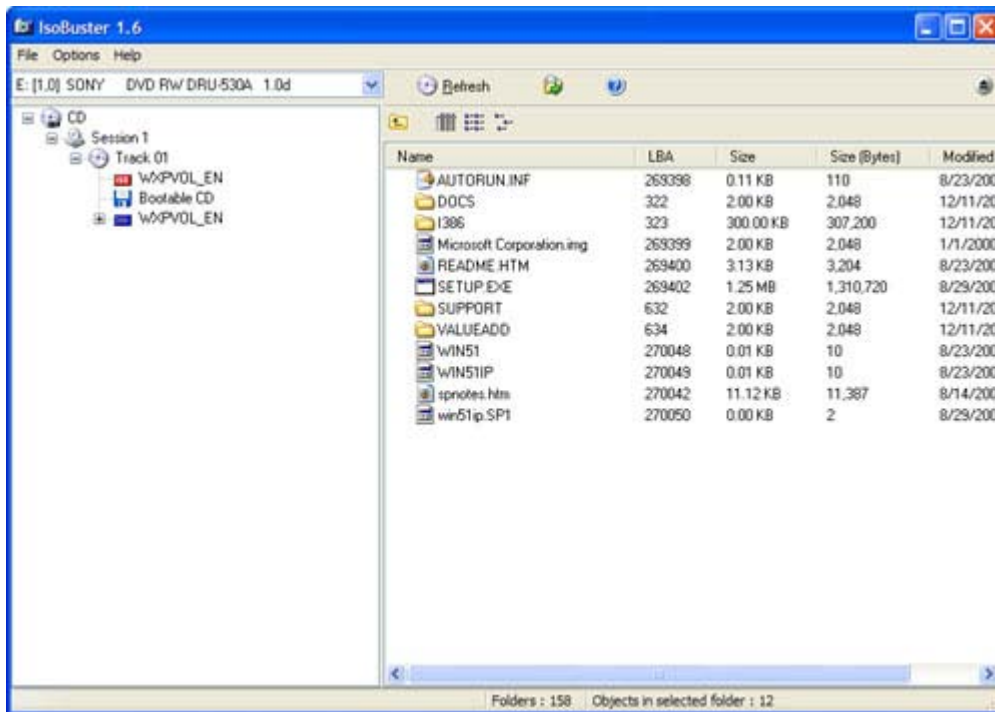 IsoBuster 1.6
File Options Help
E: [1,0] SONY DVD RW DRU-530A 1.0d
Refresh
CD
Session 1
Track 01
WXPVOL_EN
Bootable CD
WXPVOL_EN
Name LBA Size Size (Bytes) Modified
AUTORUN.INF 269398 0.11 KB 110 8/23/200
DOCS 322 2.00 KB 2,048 12/11/20
I386 323 300.00 KB 307,200 12/11/20
Microsoft Corporation.img 269399 2.00 KB 2,048 1/1/2000
README.HTM 269400 3.13 KB 3,204 8/23/200
SETUP.EXE 269402 1.25 MB 1,310,720 8/29/200
SUPPORT 632 2.00 KB 2,048 12/11/20
VALUEADD 634 2.00 KB 2,048 12/11/20
WIN51 270048 0.01 KB 10 8/23/200
WIN51IP 270049 0.01 KB 10 8/23/200
spnotes.htm 270042 11.12 KB 11,387 8/14/200
win51ip.SP1 270050 0.00 KB 2 8/29/200
Folders : 158 Objects in selected folder : 12